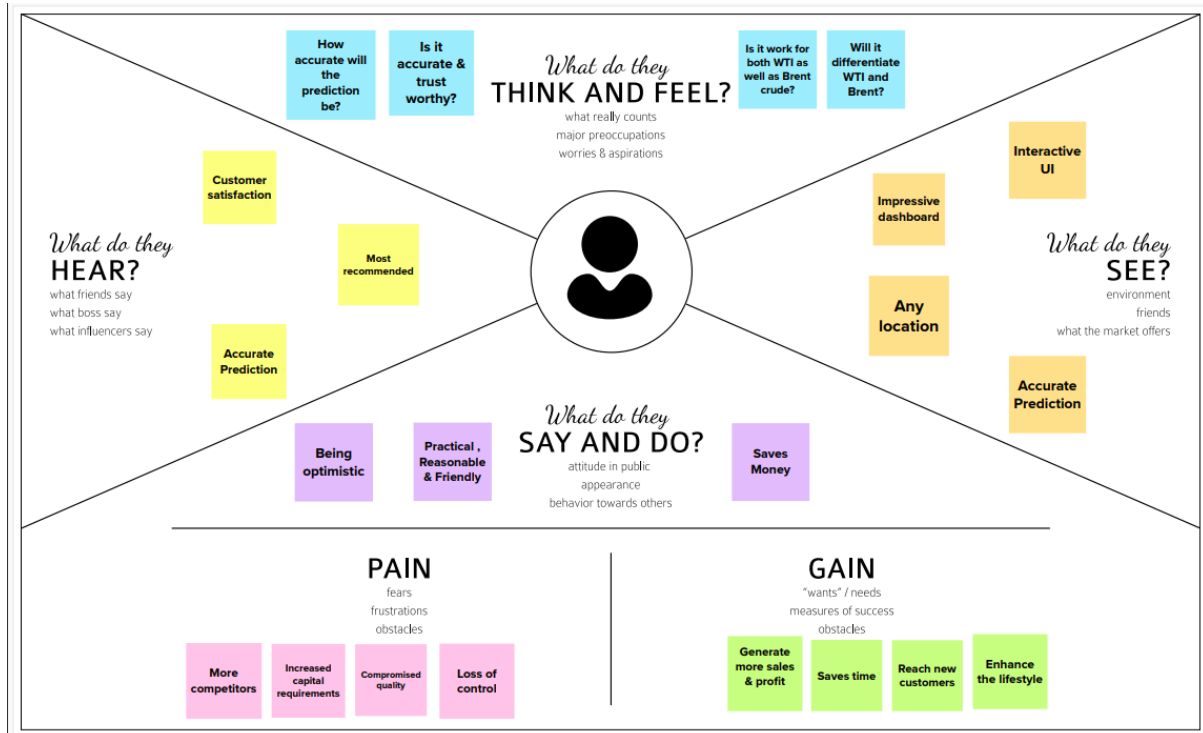 How
accurate will
the
prediction
be?
Is it
accurate &
trust
worthy?
What do they
THINK AND FEEL?
what really counts
major preoccupations
worries & aspirations
Is it work for
both WTI as
well as Brent
crude?
Will it
differentiate
WTI and
Brent?
Customer
satisfaction
Most
recommended
What do they
HEAR?
what friends say
what boss say
what influencers say
Accurate
Prediction
Interactive
UI
Impressive
dashboard
What do they
SEE?
environment
friends
what the market offers
Any
location
Accurate
Prediction
What do they
SAY AND DO?
attitude in public
appearance
behavior towards others
Being
optimistic
Practical ,
Reasonable
& Friendly
Saves
Money
PAIN
fears
frustrations
obstacles
More
competitors
Increased
capital
requirements
Compromised
quality
Loss of
control
GAIN
"wants" / needs
measures of success
obstacles
Generate
more sales
& profit
Saves time
Reach new
customers
Enhance
the lifestyle